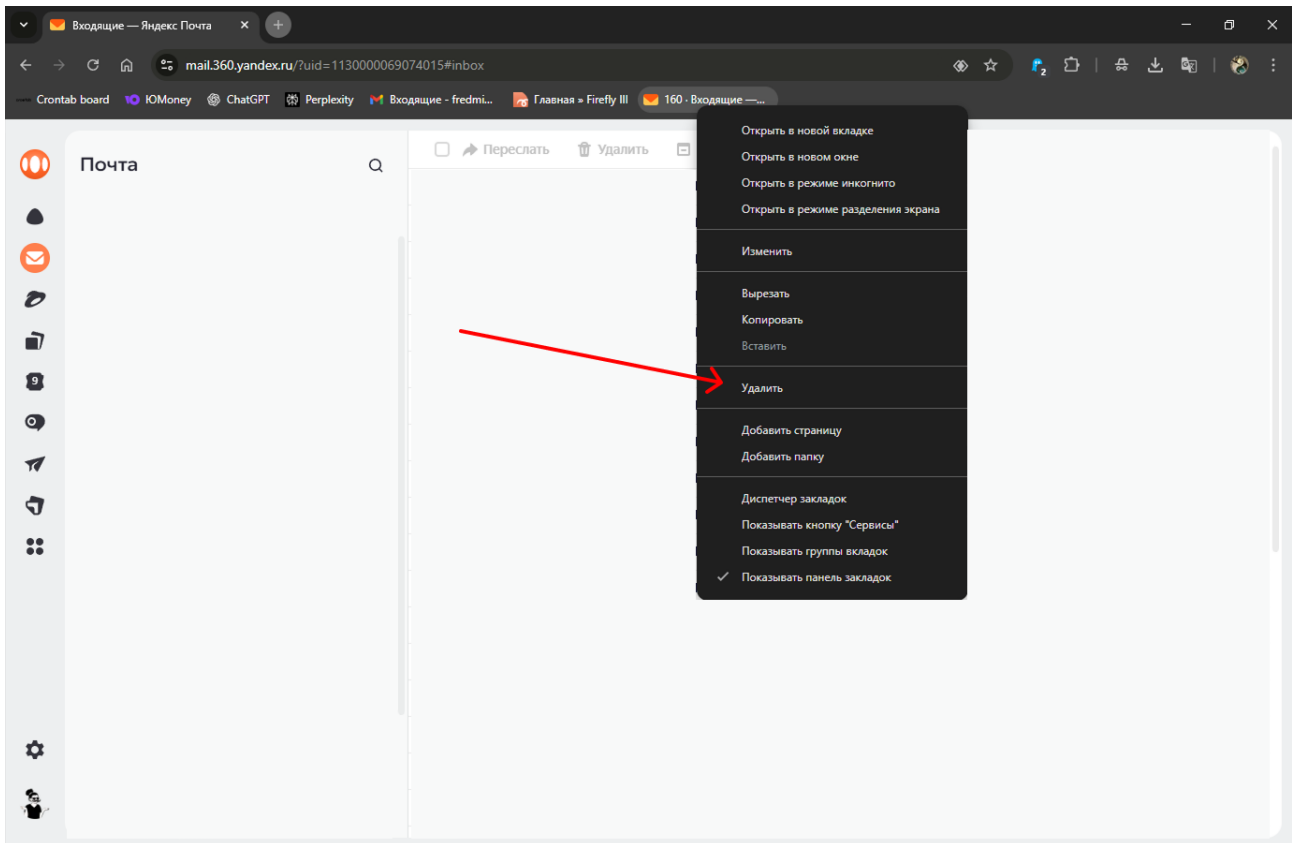 Входящие — Яндекс Почта
mail.360.yandex.ru/?uid=1130000069074015#inbox
2
Crontab board ЮMoney ChatGPT Perplexity Входящие - fredmi... Главная » Firefly III 160 · Входящие —...
Почта
Переслать Удалить
9
Открыть в новой вкладке
Открыть в новом окне
Открыть в режиме инкогнито
Открыть в режиме разделения экрана
Изменить
Вырезать
Копировать
Вставить
Удалить
Добавить страницу
Добавить папку
Диспетчер закладок
Показывать кнопку "Сервисы"
Показывать группы вкладок
Показывать панель закладок